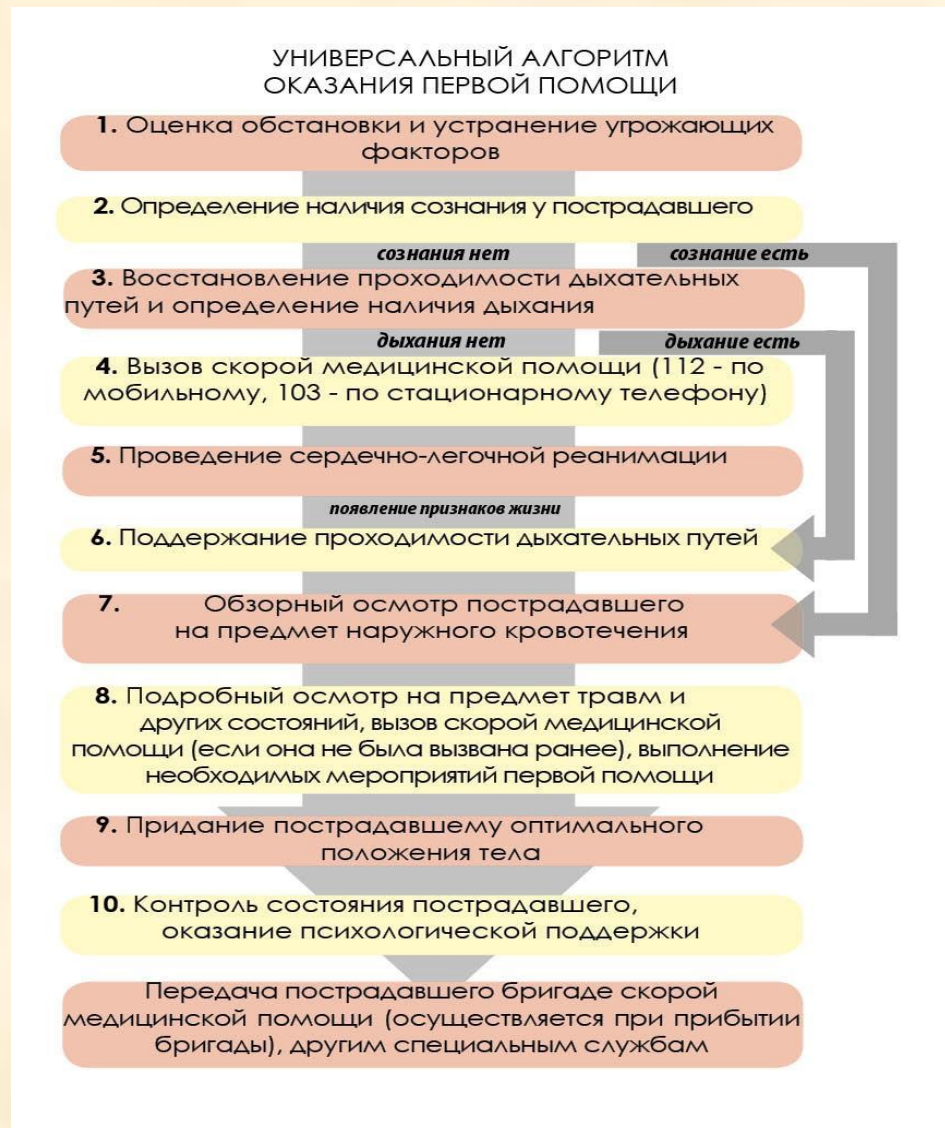 УНИВЕРСАЛЬНЫЙ АЛГОРИТМ
ОКАЗАНИЯ ПЕРВОЙ ПОМОЩИ
1. Оценка обстановки и устранение угрожающих
факторов
2. Определение наличия сознания у пострадавшего
сознания нет
сознание есть
3. Восстановление проходимости дыхательных
путей и определение наличия дыхания
дыхания нет
дыхание есть
4. Вызов скорой медицинской помощи (112 - по
мобильному, 103 - по стационарному телефону)
5. Проведение сердечно-легочной реанимации
появление признаков жизни
6. Поддержание проходимости дыхательных путей
7. Обзорный осмотр пострадавшего
на предмет наружного кровотечения
8. Подробный осмотр на предмет травм и
других состояний, вызов скорой медицинской
помощи (если она не была вызвана ранее), выполнение
необходимых мероприятий первой помощи
9. Придание пострадавшему оптимального
положения тела
10. Контроль состояния пострадавшего,
оказание психологической поддержки
Передача пострадавшего бригаде скорой
медицинской помощи (осуществляется при прибытии
бригады), другим специальным службам